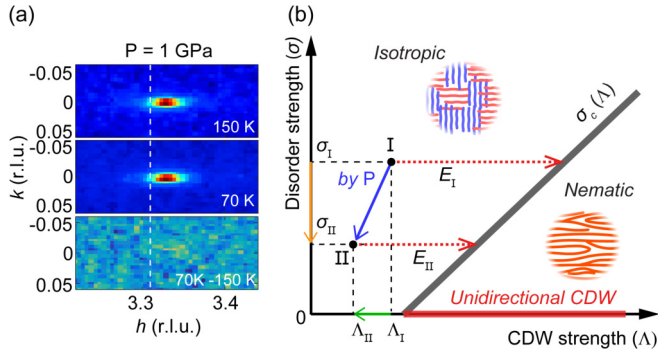 (a)
P = 1 GPa
-0.05
0
0.05
150 K
-0.05
0
0.05
70 K
-0.05
0
0.05
70K -150 K
k (r.l.u.)
3.3
3.4
h (r.l.u.)
(b)
Disorder strength (σ)
Isotropic
σc (Λ)
σI
I
by P
EI
Nematic
σII
II
EII
Unidirectional CDW
0
ΛII
ΛI
CDW strength (Λ)